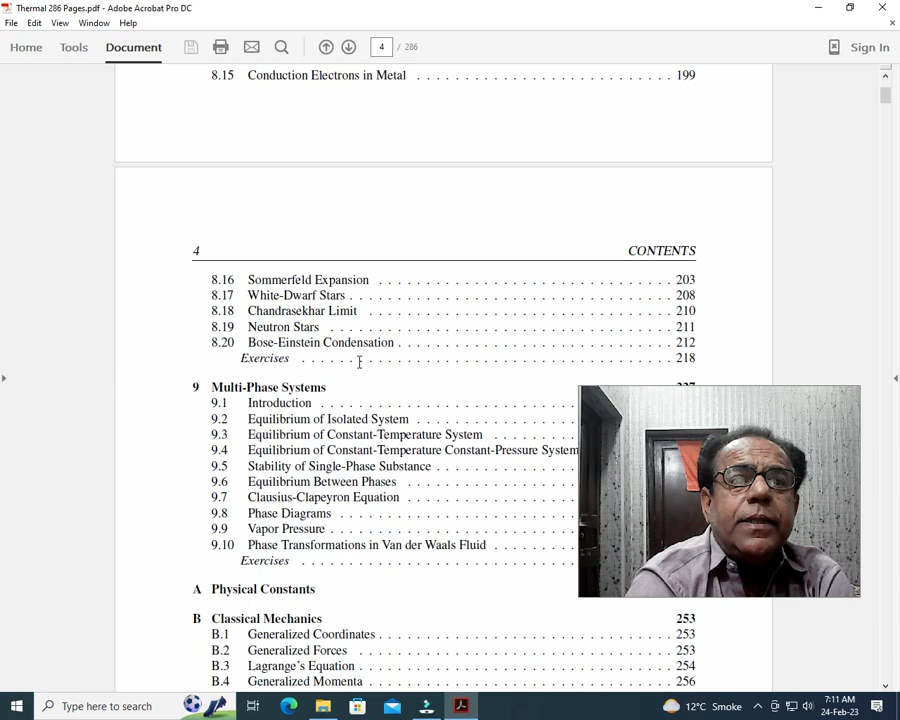 Thermal 286 Pages.pdf - Adobe Acrobat Pro DC
File Edit View Window Help
Home Tools Document 4 / 286 Sign In
8.15 Conduction Electrons in Metal . . . . . . . . . . . . . . . . . . . . . . . . . . . 199
4 CONTENTS
8.16 Sommerfeld Expansion . . . . . . . . . . . . . . . . . . . . . . . . . . . . . . . 203
8.17 White-Dwarf Stars . . . . . . . . . . . . . . . . . . . . . . . . . . . . . . . . . . 208
8.18 Chandrasekhar Limit . . . . . . . . . . . . . . . . . . . . . . . . . . . . . . . . 210
8.19 Neutron Stars . . . . . . . . . . . . . . . . . . . . . . . . . . . . . . . . . . . . 211
8.20 Bose-Einstein Condensation . . . . . . . . . . . . . . . . . . . . . . . . . . . . 212
Exercises . . . . . . . . . . . . . . . . . . . . . . . . . . . . . . . . . . . . . . 218
9 Multi-Phase Systems
9.1 Introduction . . . . . . . . . . . . . . . . . . . . . . . . .
9.2 Equilibrium of Isolated System . . . . . . . . . . . . . . . . .
9.3 Equilibrium of Constant-Temperature System . . . . . . . . .
9.4 Equilibrium of Constant-Temperature Constant-Pressure System
9.5 Stability of Single-Phase Substance . . . . . . . . . . . . . .
9.6 Equilibrium Between Phases . . . . . . . . . . . . . . . . . .
9.7 Clausius-Clapeyron Equation . . . . . . . . . . . . . . . . . .
9.8 Phase Diagrams . . . . . . . . . . . . . . . . . . . . . . . .
9.9 Vapor Pressure . . . . . . . . . . . . . . . . . . . . . . . . .
9.10 Phase Transformations in Van der Waals Fluid . . . . . . . . .
Exercises . . . . . . . . . . . . . . . . . . . . . . . . . . .
A Physical Constants
B Classical Mechanics 253
B.1 Generalized Coordinates . . . . . . . . . . . . . . . . . . . . . . . . . . . . . . 253
B.2 Generalized Forces . . . . . . . . . . . . . . . . . . . . . . . . . . . . . . . . . 253
B.3 Lagrange's Equation . . . . . . . . . . . . . . . . . . . . . . . . . . . . . . . . 254
B.4 Generalized Momenta . . . . . . . . . . . . . . . . . . . . . . . . . . . . . . . 256
Type here to search 12°C Smoke 7:11 AM
24-Feb-23